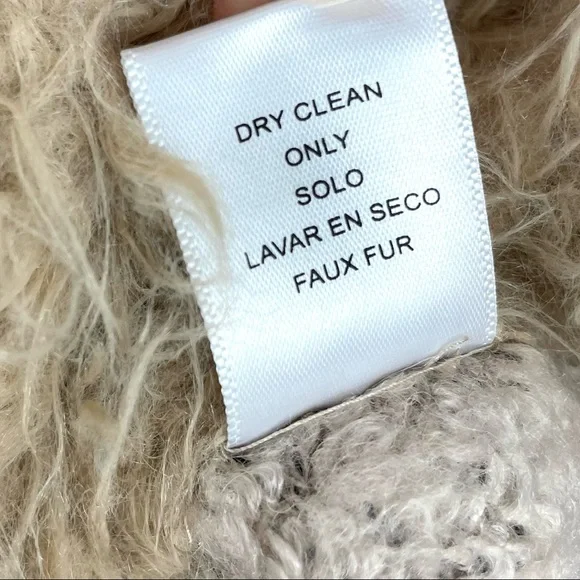 DRY CLEAN
ONLY
SOLO
LAVAR EN SECO
FAUX FUR